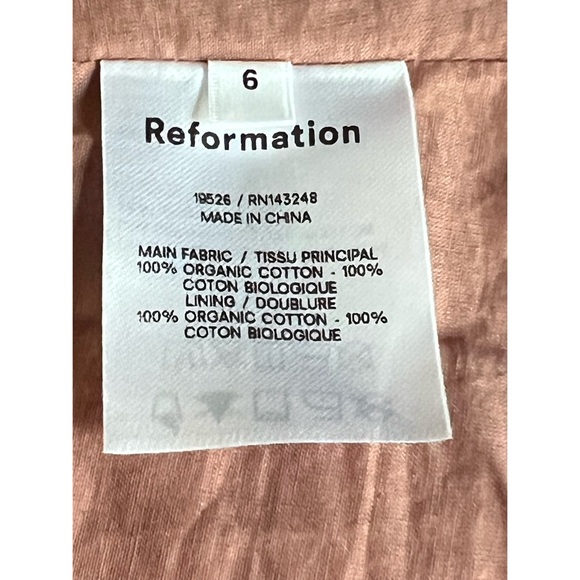 6
Reformation
19526 / RN143248
MADE IN CHINA
MAIN FABRIC / TISSU PRINCIPAL
100% ORGANIC COTTON - 100%
COTON BIOLOGIQUE
LINING / DOUBLURE
100% ORGANIC COTTON - 100%
COTON BIOLOGIQUE